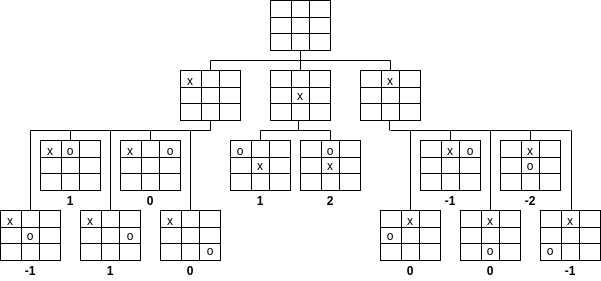 x x
x
x o x o o o x o x
x x o
1 0 1 2 -1 -2
x x x x x x
o o o
o o o
-1 1 0 0 0 -1